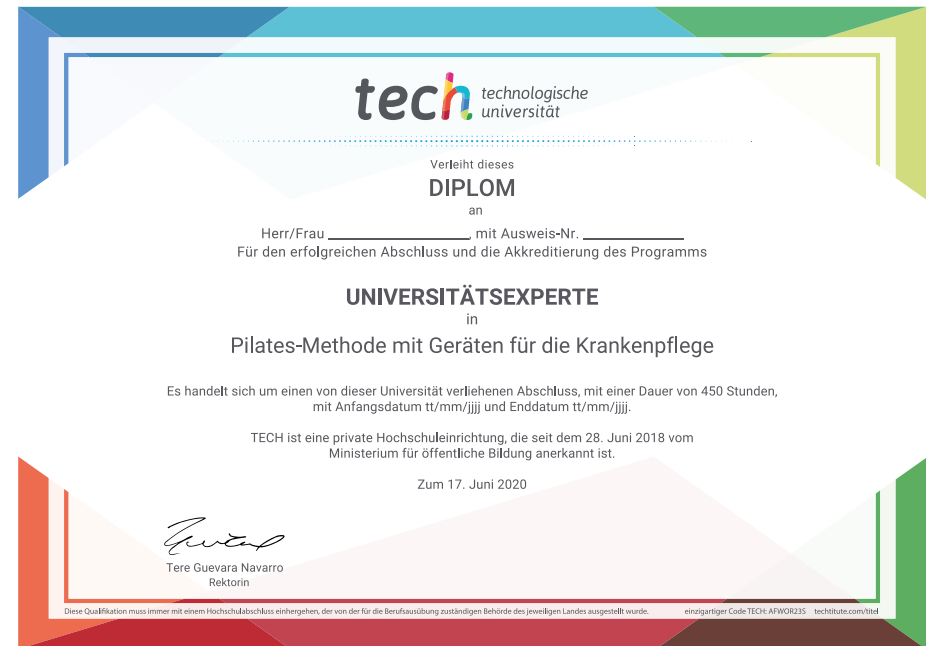 tech technologische
universität
Verleiht dieses
DIPLOM
an
Herr/Frau ____________________, mit Ausweis-Nr. ______________
Für den erfolgreichen Abschluss und die Akkreditierung des Programms
UNIVERSITÄTSEXPERTE
in
Pilates-Methode mit Geräten für die Krankenpflege
Es handelt sich um einen von dieser Universität verliehenen Abschluss, mit einer Dauer von 450 Stunden,
mit Anfangsdatum tt/mm/jjjj und Enddatum tt/mm/jjjj.
TECH ist eine private Hochschuleinrichtung, die seit dem 28. Juni 2018 vom
Ministerium für öffentliche Bildung anerkannt ist.
Zum 17. Juni 2020
Tere Guevara Navarro
Rektorin
Diese Qualifikation muss immer mit einem Hochschulabschluss einhergehen, der von der für die Berufsausübung zuständigen Behörde des jeweiligen Landes ausgestellt wurde. einzigartiger Code TECH: AFWOR23S techtitute.com/titel